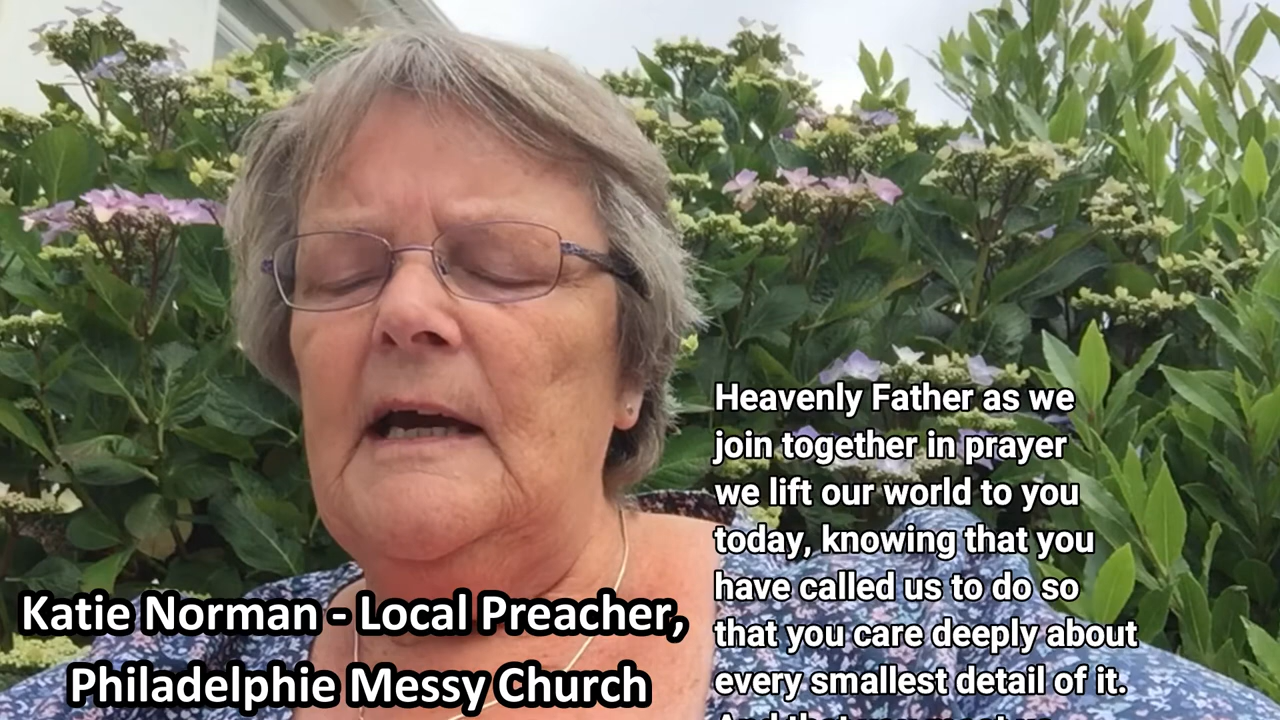 Heavenly Father as we
join together in prayer
we lift our world to you
today, knowing that you
have called us to do so
that you care deeply about
every smallest detail of it.
Katie Norman - Local Preacher,
Philadelphie Messy Church